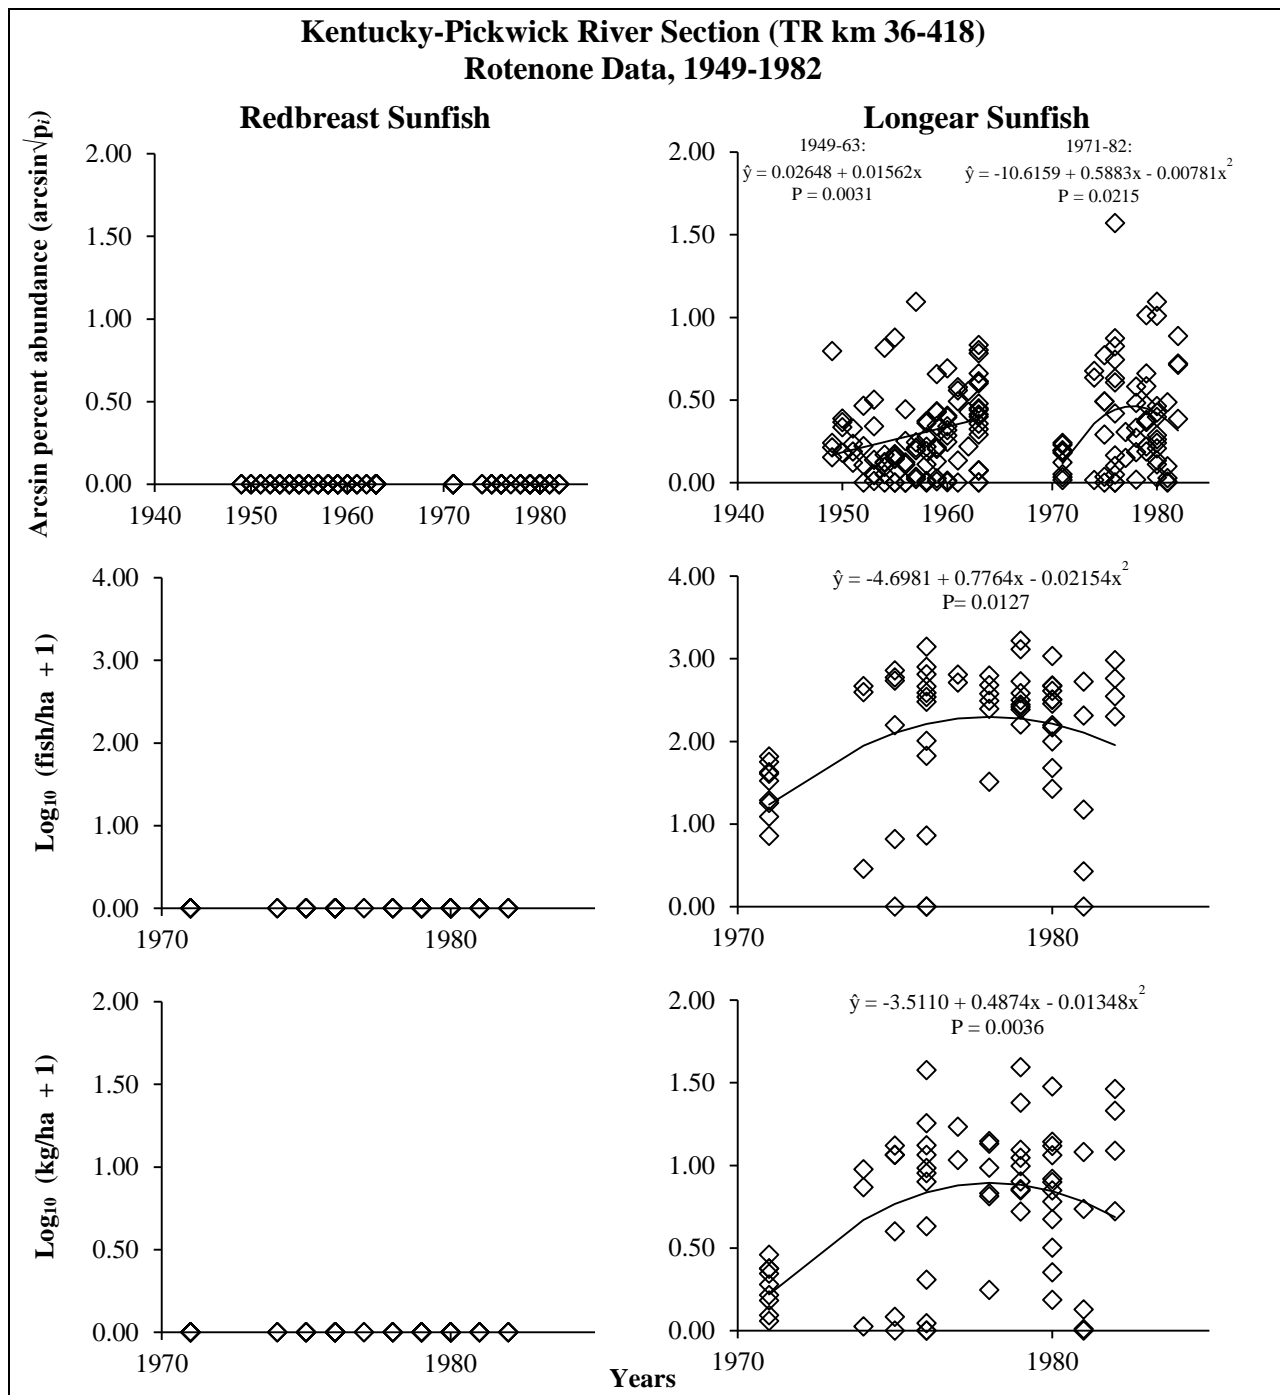 Kentucky-Pickwick River Section (TR km 36-418)
Rotenone Data, 1949-1982
Redbreast Sunfish
Longear Sunfish
Arcsin percent abundance (arcsin√pi)
2.00
1.50
1.00
0.50
0.00
1940 1950 1960 1970 1980
1949-63:
ŷ = 0.02648 + 0.01562x
P = 0.0031
1971-82:
ŷ = -10.6159 + 0.5883x - 0.00781x²
P = 0.0215
2.00
1.50
1.00
0.50
0.00
1940 1950 1960 1970 1980
Log₁₀ (fish/ha + 1)
4.00
3.00
2.00
1.00
0.00
1970 1980
ŷ = -4.6981 + 0.7764x - 0.02154x²
P= 0.0127
4.00
3.00
2.00
1.00
0.00
1970 1980
Log₁₀ (kg/ha + 1)
2.00
1.50
1.00
0.50
0.00
1970 1980
ŷ = -3.5110 + 0.4874x - 0.01348x²
P = 0.0036
2.00
1.50
1.00
0.50
0.00
1970 1980
Years